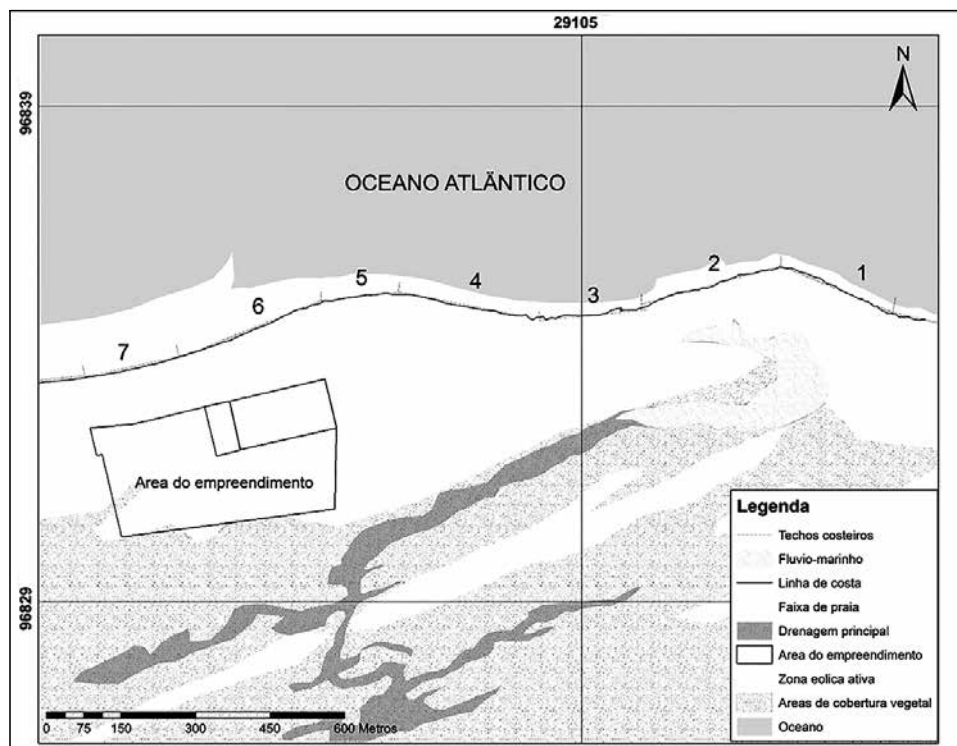 29105
N
96839
OCEANO ATLÂNTICO
1
2
3
4
5
6
7
Area do empreendimento
96829
0 75 150 300 450 600 Metros
Legenda
Techos costeiros
Fluvio-marinho
Linha de costa
Faixa de praia
Drenagem principal
Area do empreendimento
Zona eolica ativa
Areas de cobertura vegetal
Oceano